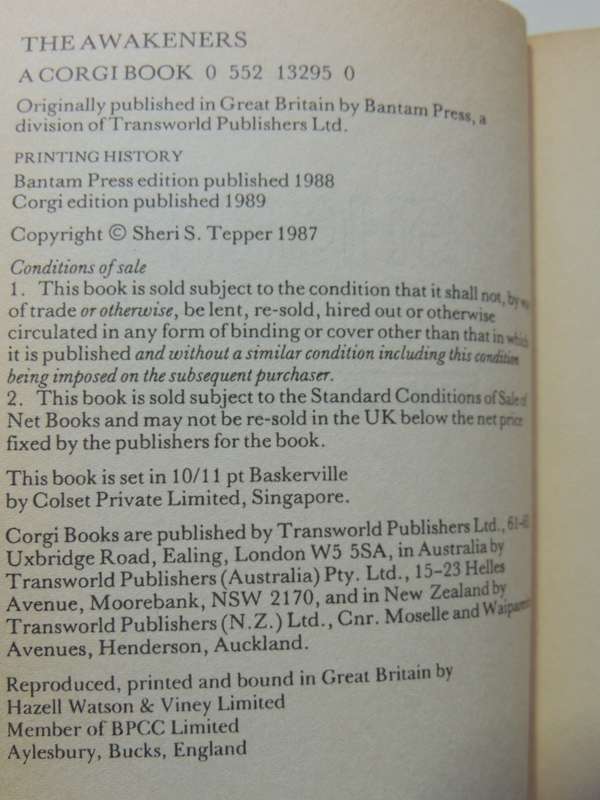 THE AWAKENERS
A CORGI BOOK 0 552 13295 0
Originally published in Great Britain by Bantam Press, a
division of Transworld Publishers Ltd.
PRINTING HISTORY
Bantam Press edition published 1988
Corgi edition published 1989
Copyright © Sheri S. Tepper 1987
Conditions of sale
1. This book is sold subject to the condition that it shall not, by
of trade or otherwise, be lent, re-sold, hired out or otherwise
circulated in any form of binding or cover other than that in which
it is published and without a similar condition including this condition
being imposed on the subsequent purchaser.
2. This book is sold subject to the Standard Conditions of Sale of
Net Books and may not be re-sold in the UK below the net price
fixed by the publishers for the book.
This book is set in 10/11 pt Baskerville
by Colset Private Limited, Singapore.
Corgi Books are published by Transworld Publishers Ltd.,
Uxbridge Road, Ealing, London W5 5SA, in Australia by
Transworld Publishers (Australia) Pty. Ltd., 15–23 Helles
Avenue, Moorebank, NSW 2170, and in New Zealand by
Transworld Publishers (N.Z.) Ltd., Cnr. Moselle and
Avenues, Henderson, Auckland.
Reproduced, printed and bound in Great Britain by
Hazell Watson & Viney Limited
Member of BPCC Limited
Aylesbury, Bucks, England